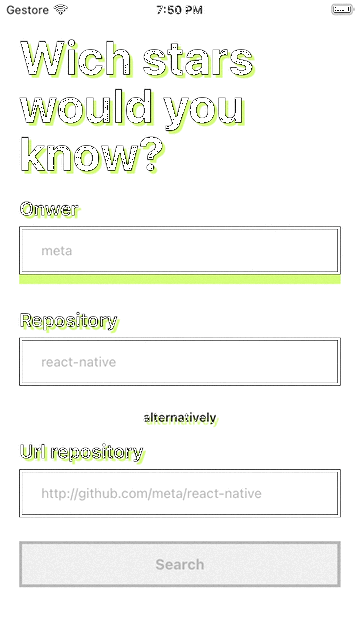 Gestore 7:50 PM
Wich stars
would you
know?
Onwer
meta
Repository
react-native
alternatively
Url repository
http://github.com/meta/react-native
Search